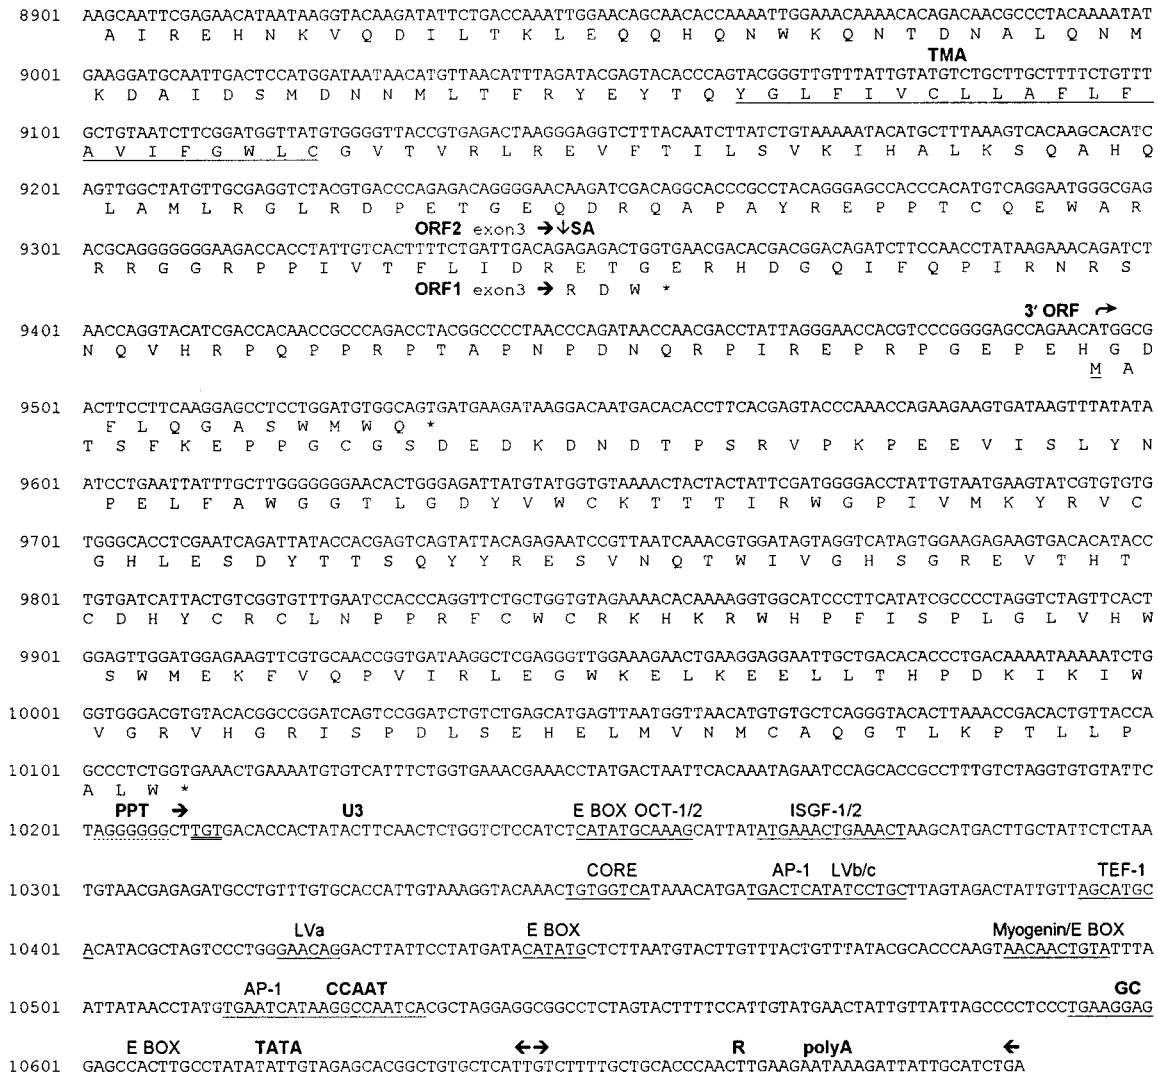 8901 AAGCAATTCGAGAACATAATAAGGTACAAGATATTCTGACCAAATTGGAACAGCAACACCAAAATTGGAAACAAAACACAGACAACGCCCTACAAAATAT
A I R E H N K V Q D I L T K L E Q Q H Q N W K Q N T D N A L Q N M
TMA
9001 GAAGGATGCAATTGACTCCATGGATAATAACATGTTAACATTTAGATACGAGTACACCCAGTACGGGTTGTTTATTGTATGTCTGCTTGCTTTTCTGTTT
K D A I D S M D N N M L T F R Y E Y T Q Y G L F I V C L L A F L F
9101 GCTGTAATCTTCGGATGGTTATGTGGGGTTACCGTGAGACTAAGGGAGGTCTTTACAATCTTATCTGTAAAAATACATGCTTTAAAGTCACAAGCACATC
A V I F G W L C G V T V R L R E V F T I L S V K I H A L K S Q A H Q
9201 AGTTGGCTATGTTGCGAGGTCTACGTGACCCAGAGACAGGGGAACAAGATCGACAGGCACCCGCCTACAGGGAGCCACCCACATGTCAGGAATGGGCGAG
L A M L R G L R D P E T G E Q D R Q A P A Y R E P P T C Q E W A R
ORF2 exon3 → ↓SA
9301 ACGCAGGGGGGGAAGACCACCTATTGTCACTTTTCTGATTGACAGAGAGACTGGTGAACGACACGACGGACAGATCTTCCAACCTATAAGAAACAGATCT
R R G G R P P I V T F L I D R E T G E R H D G Q I F Q P I R N R S
ORF1 exon3 → R D W *
3′ ORF
9401 AACCAGGTACATCGACCACAACCGCCCAGACCTACGGCCCCTAACCCAGATAACCAACGACCTATTAGGGAACCACGTCCCGGGGAGCCAGAACATGGCG
N Q V H R P Q P P R P T A P N P D N Q R P I R E P R P G E P E H G D
M A
9501 ACTTCCTTCAAGGAGCCTCCTGGATGTGGCAGTGATGAAGATAAGGACAATGACACACCTTCACGAGTACCCAAACCAGAAGAAGTGATAAGTTTATATA
F L Q G A S W M W Q *
T S F K E P P G C G S D E D K D N D T P S R V P K P E E V I S L Y N
9601 ATCCTGAATTATTTGCTTGGGGGGGAACACTGGGAGATTATGTATGGTGTAAAACTACTACTATTCGATGGGGACCTATTGTAATGAAGTATCGTGTGTG
P E L F A W G G T L G D Y V W C K T T T I R W G P I V M K Y R V C
9701 TGGGCACCTCGAATCAGATTATACCACGAGTCAGTATTACAGAGAATCCGTTAATCAAACGTGGATAGTAGGTCATAGTGGAAGAGAAGTGACACATACC
G H L E S D Y T T S Q Y Y R E S V N Q T W I V G H S G R E V T H T
9801 TGTGATCATTACTGTCGGTGTTTGAATCCACCCAGGTTCTGCTGGTGTAGAAAACACAAAAGGTGGCATCCCTTCATATCGCCCCTAGGTCTAGTTCACT
C D H Y C R C L N P P R F C W C R K H K R W H P F I S P L G L V H W
9901 GGAGTTGGATGGAGAAGTTCGTGCAACCGGTGATAAGGCTCGAGGGTTGGAAAGAACTGAAGGAGGAATTGCTGACACACCCTGACAAAATAAAAATCTG
S W M E K F V Q P V I R L E G W K E L K E E L L T H P D K I K I W
10001 GGTGGGACGTGTACACGGCCGGATCAGTCCGGATCTGTCTGAGCATGAGTTAATGGTTAACATGTGTGCTCAGGGTACACTTAAACCGACACTGTTACCA
V G R V H G R I S P D L S E H E L M V N M C A Q G T L K P T L L P
10101 GCCCTCTGGTGAAACTGAAAATGTGTCATTTCTGGTGAAACGAAACCTATGACTAATTCACAAATAGAATCCAGCACCGCCTTTGTCTAGGTGTGTATTC
A L W *
PPT → U3 E BOX OCT-1/2 ISGF-1/2
10201 TAGGGGGGCTTGTGACACCACTATACTTCAACTCTGGTCTCCATCTCATATGCAAAGCATTATATGAAACTGAAACTAAGCATGACTTGCTATTCTCTAA
CORE AP-1 LVb/c TEF-1
10301 TGTAACGAGAGATGCCTGTTTGTGCACCATTGTAAAGGTACAAACTGTGGTCATAAACATGATGACTCATATCCTGCTTAGTAGACTATTGTTAGCATGC
LVa E BOX Myogenin/E BOX
10401 ACATACGCTAGTCCCTGGGAACAGGACTTATTCCTATGATACATATGCTCTTAATGTACTTGTTTACTGTTTATACGCACCCAAGTAACAACTGTATTTA
AP-1 CCAAT GC
10501 ATTATAACCTATGTGAATCATAAGGCCAATCACGCTAGGAGGCGGCCTCTAGTACTTTTCCATTGTATGAACTATTGTTATTAGCCCCTCCCTGAAGGAG
E BOX TATA ←→ R polyA ←
10601 GAGCCACTTGCCTATATATTGTAGAGCACGGCTGTGCTCATTGTCTTTTGCTGCACCCAACTTGAAGAATAAAGATTATTGCATCTGA